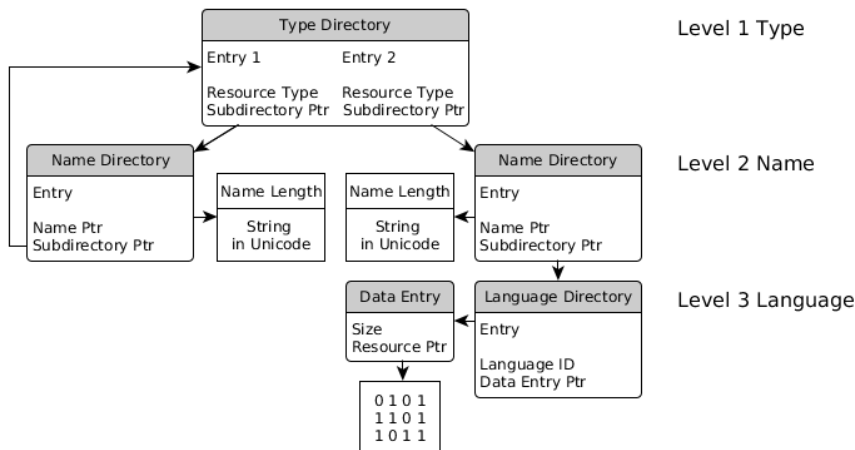 Type Directory
Level 1 Type
Entry 1 Entry 2
Resource Type Resource Type
Subdirectory Ptr Subdirectory Ptr
Name Directory
Entry
Name Ptr
Subdirectory Ptr
Name Length
String
in Unicode
Name Length
String
in Unicode
Name Directory
Entry
Name Ptr
Subdirectory Ptr
Level 2 Name
Data Entry
Size
Resource Ptr
Language Directory
Entry
Language ID
Data Entry Ptr
Level 3 Language
0 1 0 1
1 1 0 1
1 0 1 1